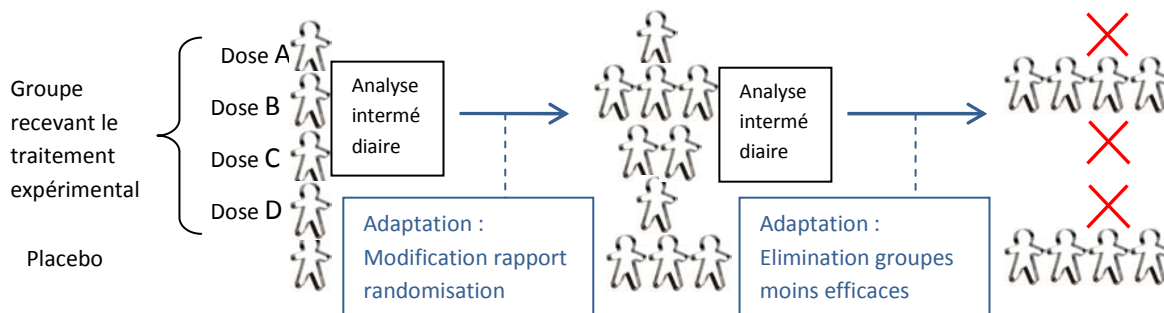 Groupe
recevant le
traitement
expérimental
Dose A
Dose B
Dose C
Dose D
Placebo
Analyse
intermé
diaire
Adaptation :
Modification rapport
randomisation
Analyse
intermé
diaire
Adaptation :
Elimination groupes
moins efficaces